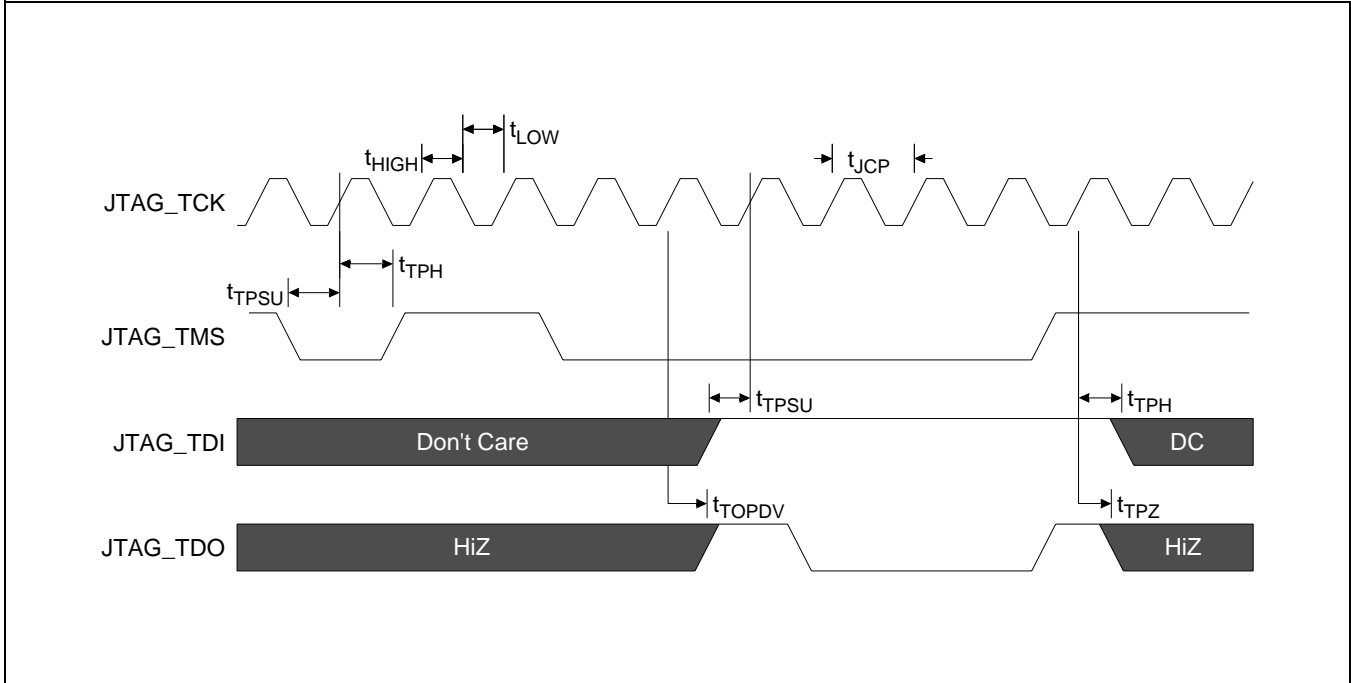 tLOW
tHIGH
tJCP
JTAG_TCK
tTPH
tTPSU
JTAG_TMS
tTPSU
tTPH
JTAG_TDI
Don't Care
DC
tTOPDV
tTPZ
JTAG_TDO
HiZ
HiZ